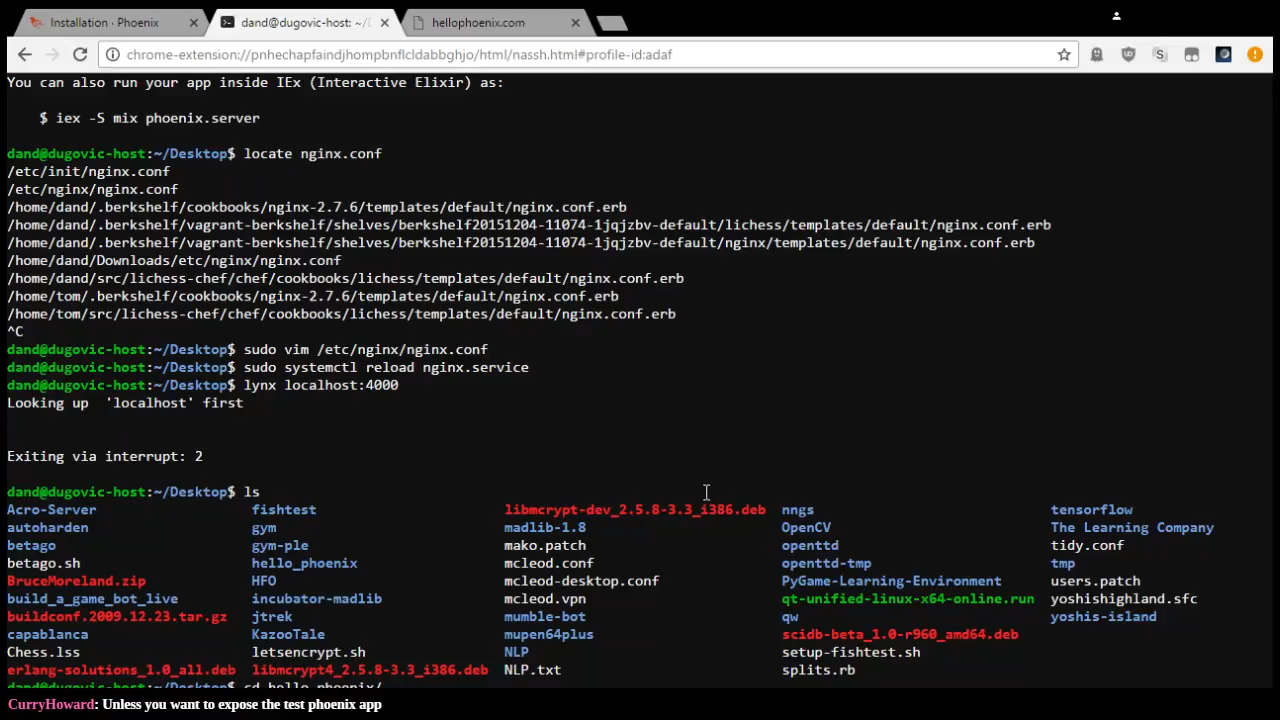 Installation · Phoenix
dand@dugovic-host: ~/
hellophoenix.com
chrome-extension://pnhechapfaindjhompbnflcldabbghjo/html/nassh.html#profile-id:adaf
You can also run your app inside IEx (Interactive Elixir) as:
$ iex -S mix phoenix.server
dand@dugovic-host:~/Desktop$ locate nginx.conf
/etc/init/nginx.conf
/etc/nginx/nginx.conf
/home/dand/.berkshelf/cookbooks/nginx-2.7.6/templates/default/nginx.conf.erb
/home/dand/.berkshelf/vagrant-berkshelf/shelves/berkshelf20151204-11074-1jqjzbv-default/lichess/templates/default/nginx.conf.erb
/home/dand/.berkshelf/vagrant-berkshelf/shelves/berkshelf20151204-11074-1jqjzbv-default/nginx/templates/default/nginx.conf.erb
/home/dand/Downloads/etc/nginx/nginx.conf
/home/dand/src/lichess-chef/chef/cookbooks/lichess/templates/default/nginx.conf.erb
/home/tom/.berkshelf/cookbooks/nginx-2.7.6/templates/default/nginx.conf.erb
/home/tom/src/lichess-chef/chef/cookbooks/lichess/templates/default/nginx.conf.erb
^C
dand@dugovic-host:~/Desktop$ sudo vim /etc/nginx/nginx.conf
dand@dugovic-host:~/Desktop$ sudo systemctl reload nginx.service
dand@dugovic-host:~/Desktop$ lynx localhost:4000
Looking up 'localhost' first
Exiting via interrupt: 2
dand@dugovic-host:~/Desktop$ ls
Acro-Server fishtest libmcrypt-dev_2.5.8-3.3_i386.deb nngs tensorflow
autoharden gym madlib-1.8 OpenCV The Learning Company
betago gym-ple mako.patch openttd tidy.conf
betago.sh hello_phoenix mcleod.conf openttd-tmp tmp
BruceMoreland.zip HFO mcleod-desktop.conf PyGame-Learning-Environment users.patch
build_a_game_bot_live incubator-madlib mcleod.vpn qt-unified-linux-x64-online.run yoshishighland.sfc
buildconf.2009.12.23.tar.gz jtrek mumble-bot qw yoshis-island
capablanca KazooTale mupen64plus scidb-beta_1.0-r960_amd64.deb
Chess.lss letsencrypt.sh NLP setup-fishtest.sh
erlang-solutions_1.0_all.deb libmcrypt4_2.5.8-3.3_i386.deb NLP.txt splits.rb
dand@dugovic-host:~/Desktop$ cd hello_phoenix/
CurryHoward: Unless you want to expose the test phoenix app